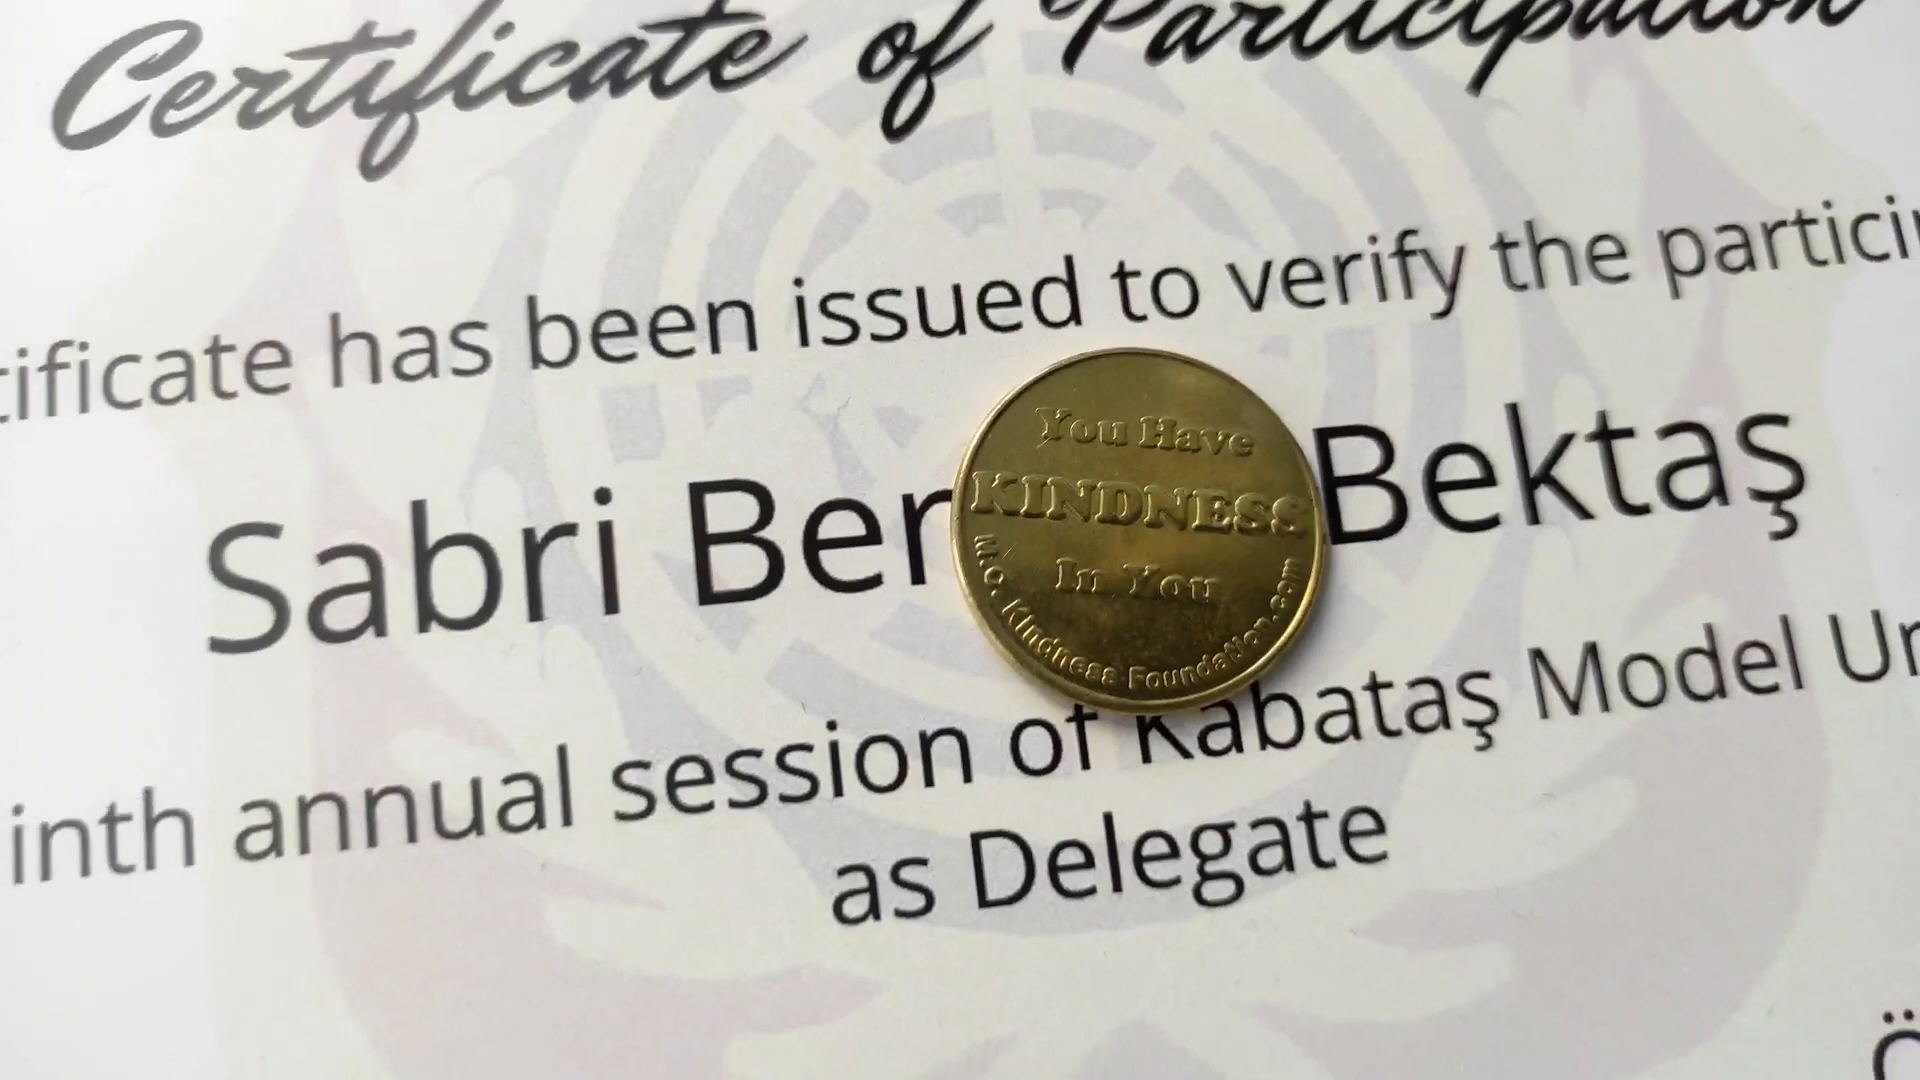 Certificate of Participation
tificate has been issued to verify the partici
Sabri Ber Bektaş
You Have
KINDNESS
In You
M.C. Kindness Foundation.com
inth annual session of Kabataş Model Un
as Delegate
Ö